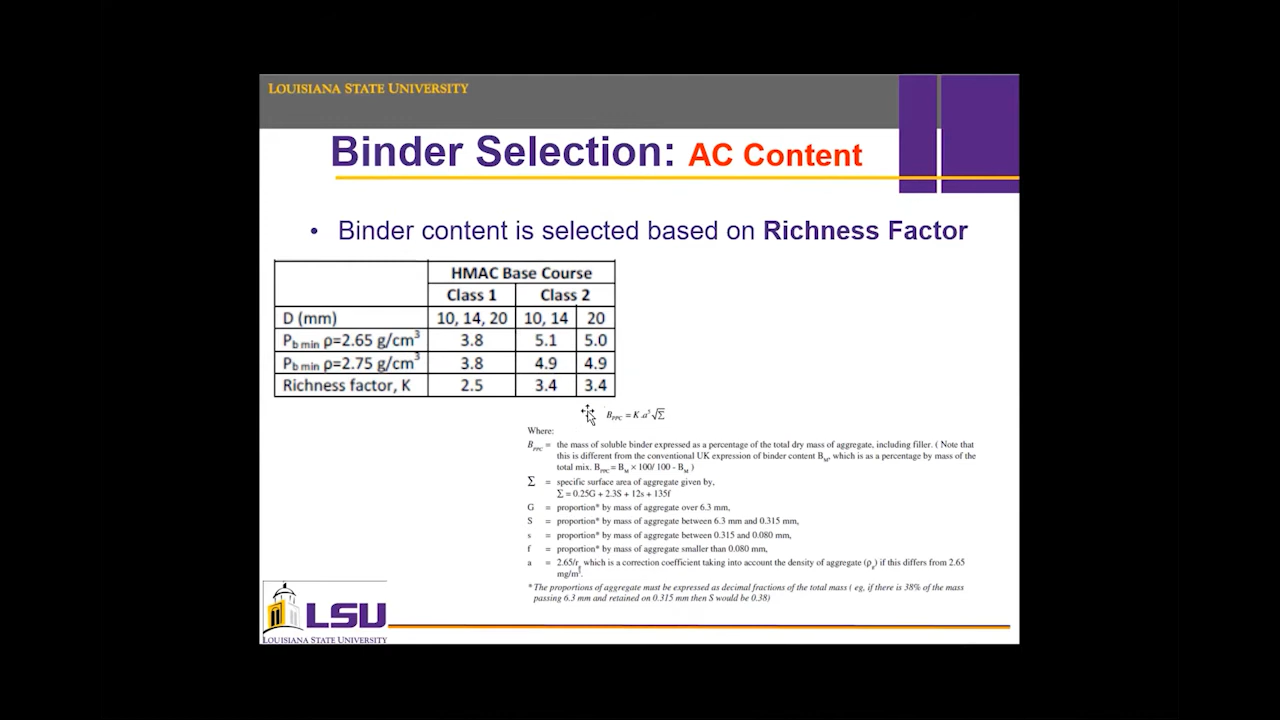 LOUISIANA STATE UNIVERSITY
Binder Selection: AC Content
• Binder content is selected based on Richness Factor
HMAC Base Course
Class 1 Class 2
D (mm) 10, 14, 20 10, 14 20
Pb min ρ=2.65 g/cm³ 3.8 5.1 5.0
Pb min ρ=2.75 g/cm³ 3.8 4.9 4.9
Richness factor, K 2.5 3.4 3.4
B_PPC = K.a⁵√Σ
Where:
B_PPC = the mass of soluble binder expressed as a percentage of the total dry mass of aggregate, including filler. ( Note that
this is different from the conventional UK expression of binder content B_M, which is as a percentage by mass of the
total mix. B_PPC = B_M × 100/ 100 - B_M )
Σ = specific surface area of aggregate given by,
Σ = 0.25G + 2.3S + 12s + 135f
G = proportion* by mass of aggregate over 6.3 mm,
S = proportion* by mass of aggregate between 6.3 mm and 0.315 mm,
s = proportion* by mass of aggregate between 0.315 and 0.080 mm,
f = proportion* by mass of aggregate smaller than 0.080 mm,
a = 2.65/r_g which is a correction coefficient taking into account the density of aggregate (ρ_g) if this differs from 2.65
mg/m³.
* The proportions of aggregate must be expressed as decimal fractions of the total mass ( eg, if there is 38% of the mass
passing 6.3 mm and retained on 0.315 mm then S would be 0.38)
LSU
LOUISIANA STATE UNIVERSITY